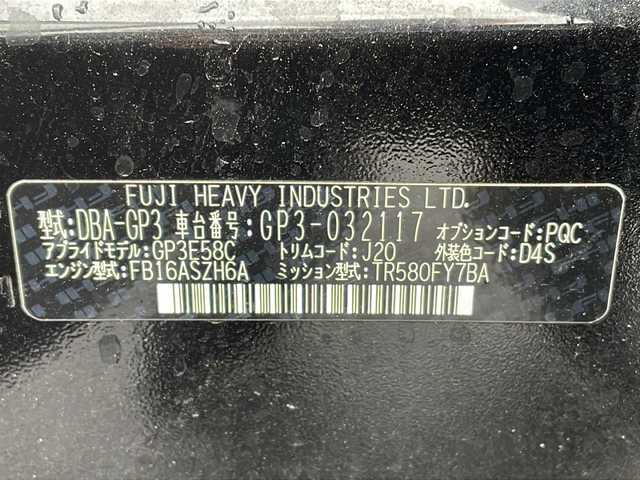 FUJI HEAVY INDUSTRIES LTD.
型式:DBA-GP3 車台番号:GP3-032117 オプションコード:PQC
アプライドモデル:GP3E58C トリムコード:J20 外装色コード:D4S
エンジン型式:FB16ASZH6A ミッション型式:TR580FY7BA